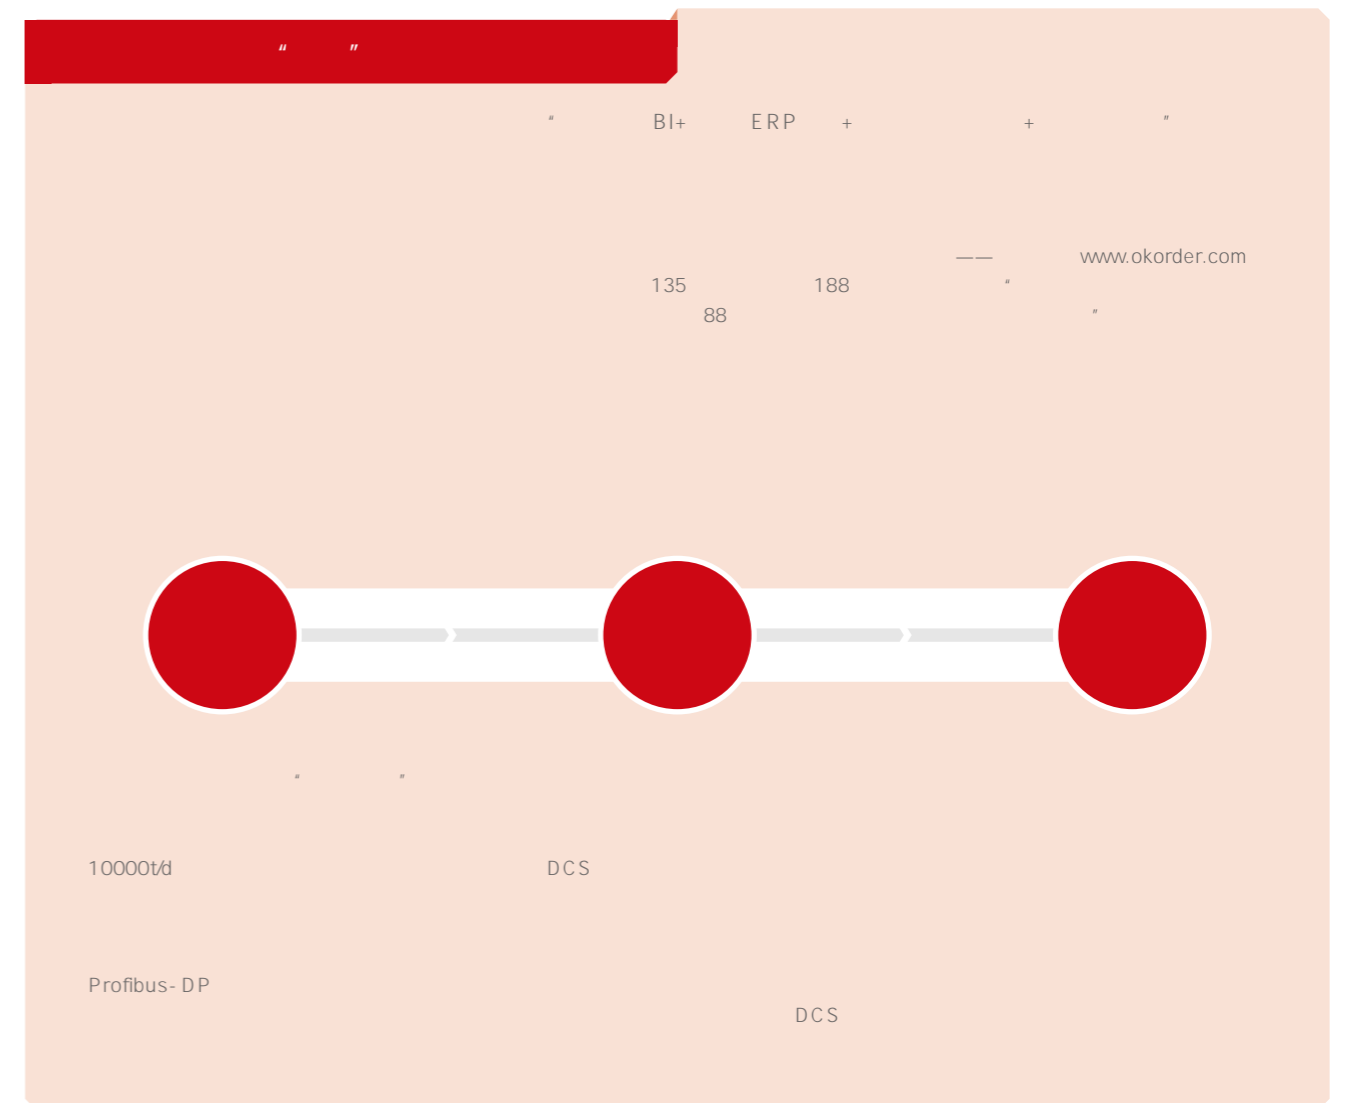 “ ”
“ BI+ ERP + + ”
—— www.okorder.com
135 188 “
88 ”
“ ”
10000t/d DCS
Profibus-DP
DCS